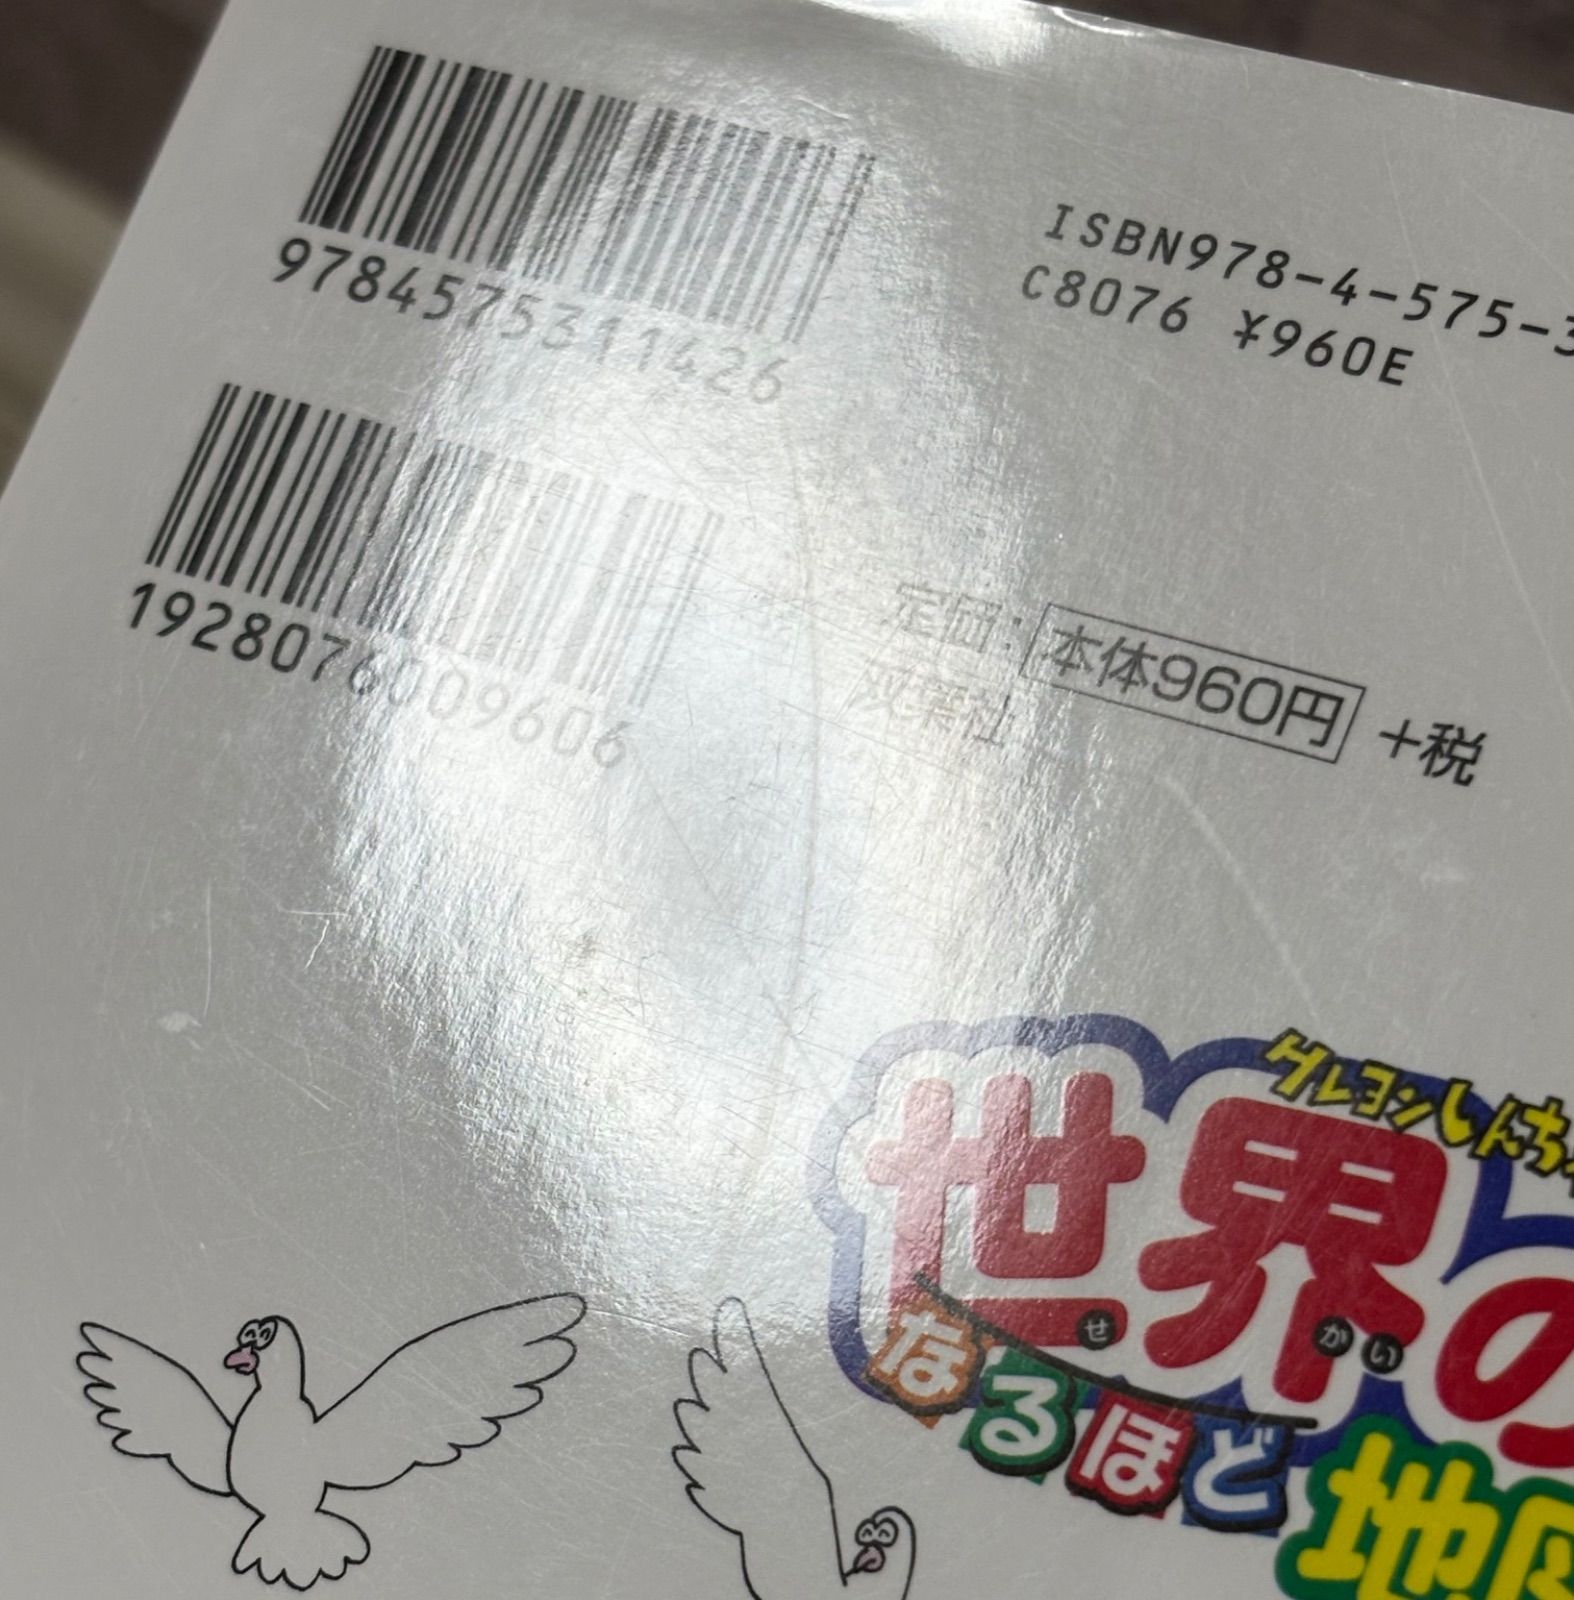 9784575311426
ISBN978-4-575-3
C8076 ¥960E
1928076009606
定価：本体960円 +税
双葉社
クレヨンしんちゃ
世界の
せ かい
なるほど
地図